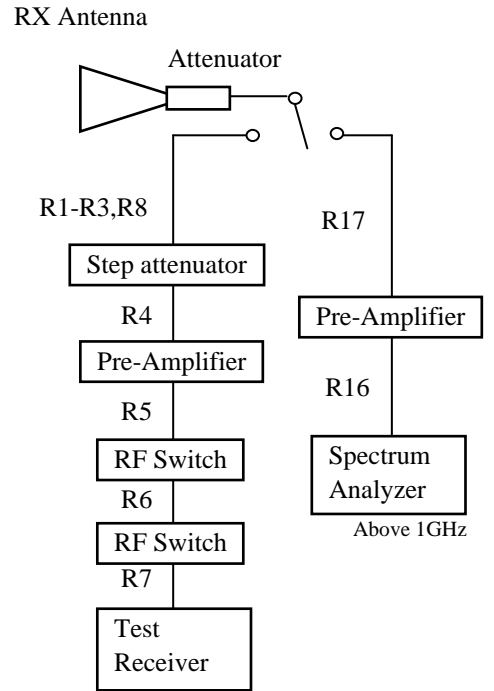 RX Antenna
Attenuator
R1-R3,R8
Step attenuator
R4
Pre-Amplifier
R5
RF Switch
R6
RF Switch
R7
Test
Receiver
R17
Pre-Amplifier
R16
Spectrum
Analyzer
Above 1GHz